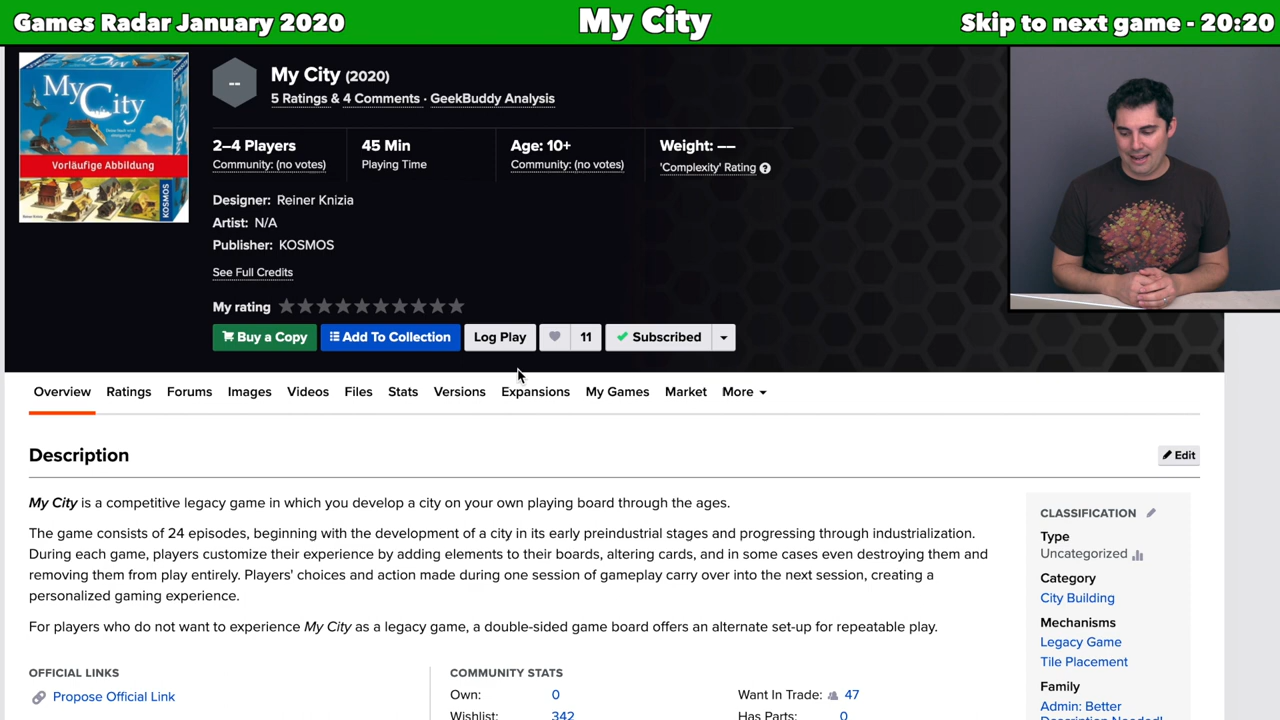 Games Radar January 2020
My City
Skip to next game - 20:20
My City
Vorläufige Abbildung
KOSMOS
Reiner Knizia
--
My City (2020)
5 Ratings & 4 Comments · GeekBuddy Analysis
2–4 Players
Community: (no votes)
45 Min
Playing Time
Age: 10+
Community: (no votes)
Weight: ––
'Complexity' Rating ?
Designer: Reiner Knizia
Artist: N/A
Publisher: KOSMOS
See Full Credits
My rating
Buy a Copy
Add To Collection
Log Play
11
Subscribed
Overview
Ratings
Forums
Images
Videos
Files
Stats
Versions
Expansions
My Games
Market
More
Description
Edit
My City is a competitive legacy game in which you develop a city on your own playing board through the ages.
The game consists of 24 episodes, beginning with the development of a city in its early preindustrial stages and progressing through industrialization.
During each game, players customize their experience by adding elements to their boards, altering cards, and in some cases even destroying them and
removing them from play entirely. Players' choices and action made during one session of gameplay carry over into the next session, creating a
personalized gaming experience.
For players who do not want to experience My City as a legacy game, a double-sided game board offers an alternate set-up for repeatable play.
CLASSIFICATION
Type
Uncategorized
Category
City Building
Mechanisms
Legacy Game
Tile Placement
Family
Admin: Better
Description Needed!
OFFICIAL LINKS
Propose Official Link
COMMUNITY STATS
Own: 0
Wishlist: 342
Want In Trade: 47
Has Parts: 0